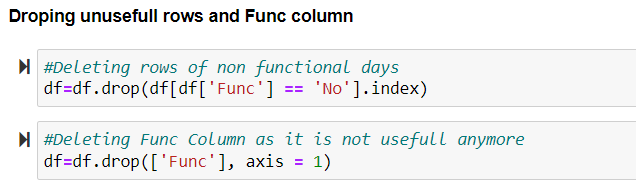 Droping unusefull rows and Func column
#Deleting rows of non functional days
df=df.drop(df[df['Func'] == 'No'].index)
#Deleting Func Column as it is not usefull anymore
df=df.drop(['Func'], axis = 1)